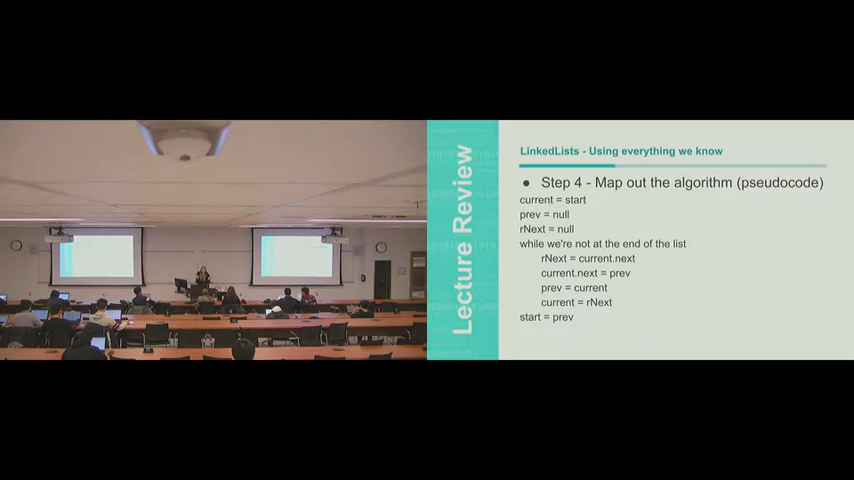 Lecture Review
LinkedLists - Using everything we know
● Step 4 - Map out the algorithm (pseudocode)
current = start
prev = null
rNext = null
while we're not at the end of the list
rNext = current.next
current.next = prev
prev = current
current = rNext
start = prev